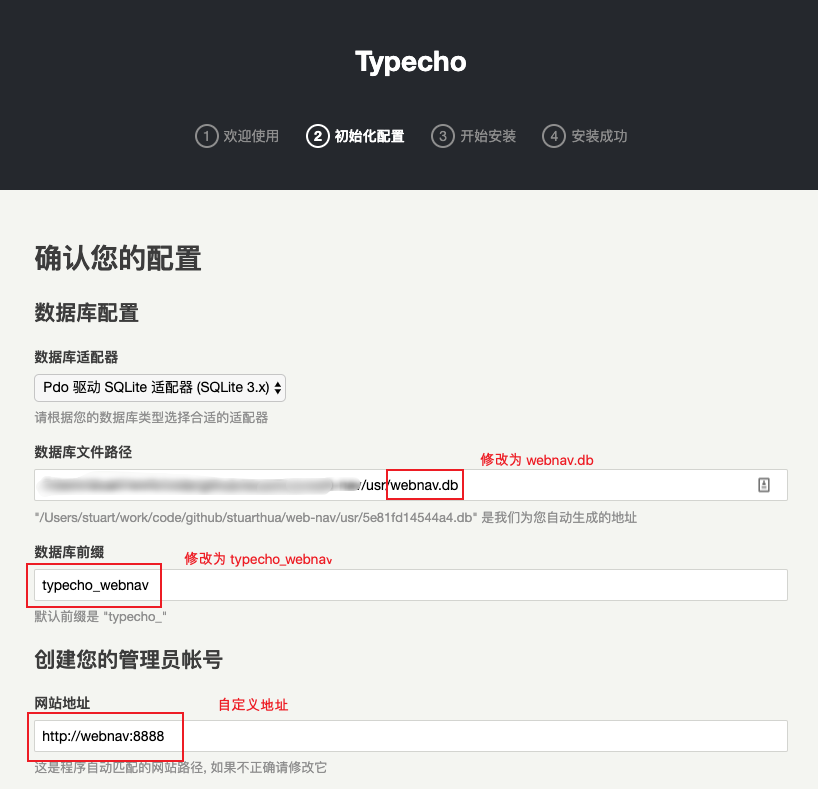 Typecho
1 欢迎使用 2 初始化配置 3 开始安装 4 安装成功
确认您的配置
数据库配置
数据库适配器
Pdo 驱动 SQLite 适配器 (SQLite 3.x)
请根据您的数据库类型选择合适的适配器
数据库文件路径
修改为 webnav.db
/usr/webnav.db
"/Users/stuart/work/code/github/stuarthua/web-nav/usr/5e81fd14544a4.db" 是我们为您自动生成的地址
数据库前缀
修改为 typecho_webnav
typecho_webnav
默认前缀是 "typecho_"
创建您的管理员帐号
网站地址
自定义地址
http://webnav:8888
这是程序自动匹配的网站路径, 如果不正确请修改它